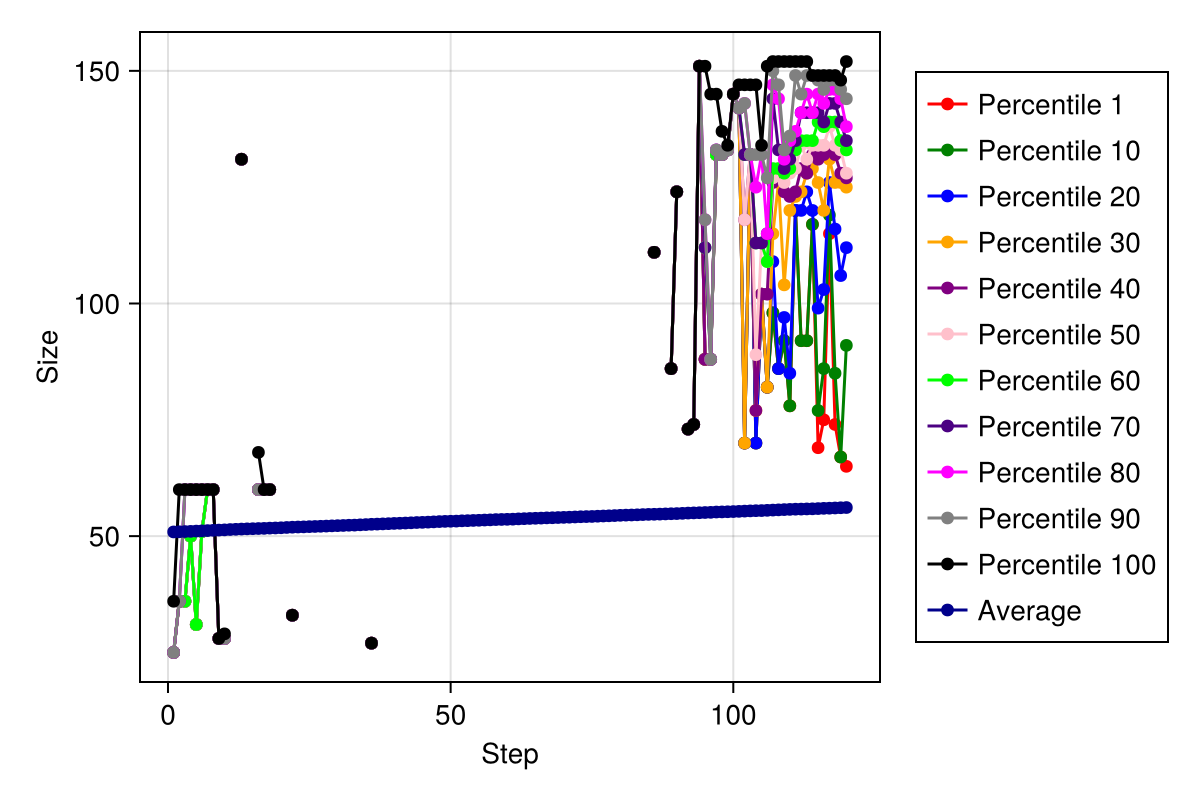 150
100
50
0
50
100
Size
Step
Percentile 1
Percentile 10
Percentile 20
Percentile 30
Percentile 40
Percentile 50
Percentile 60
Percentile 70
Percentile 80
Percentile 90
Percentile 100
Average